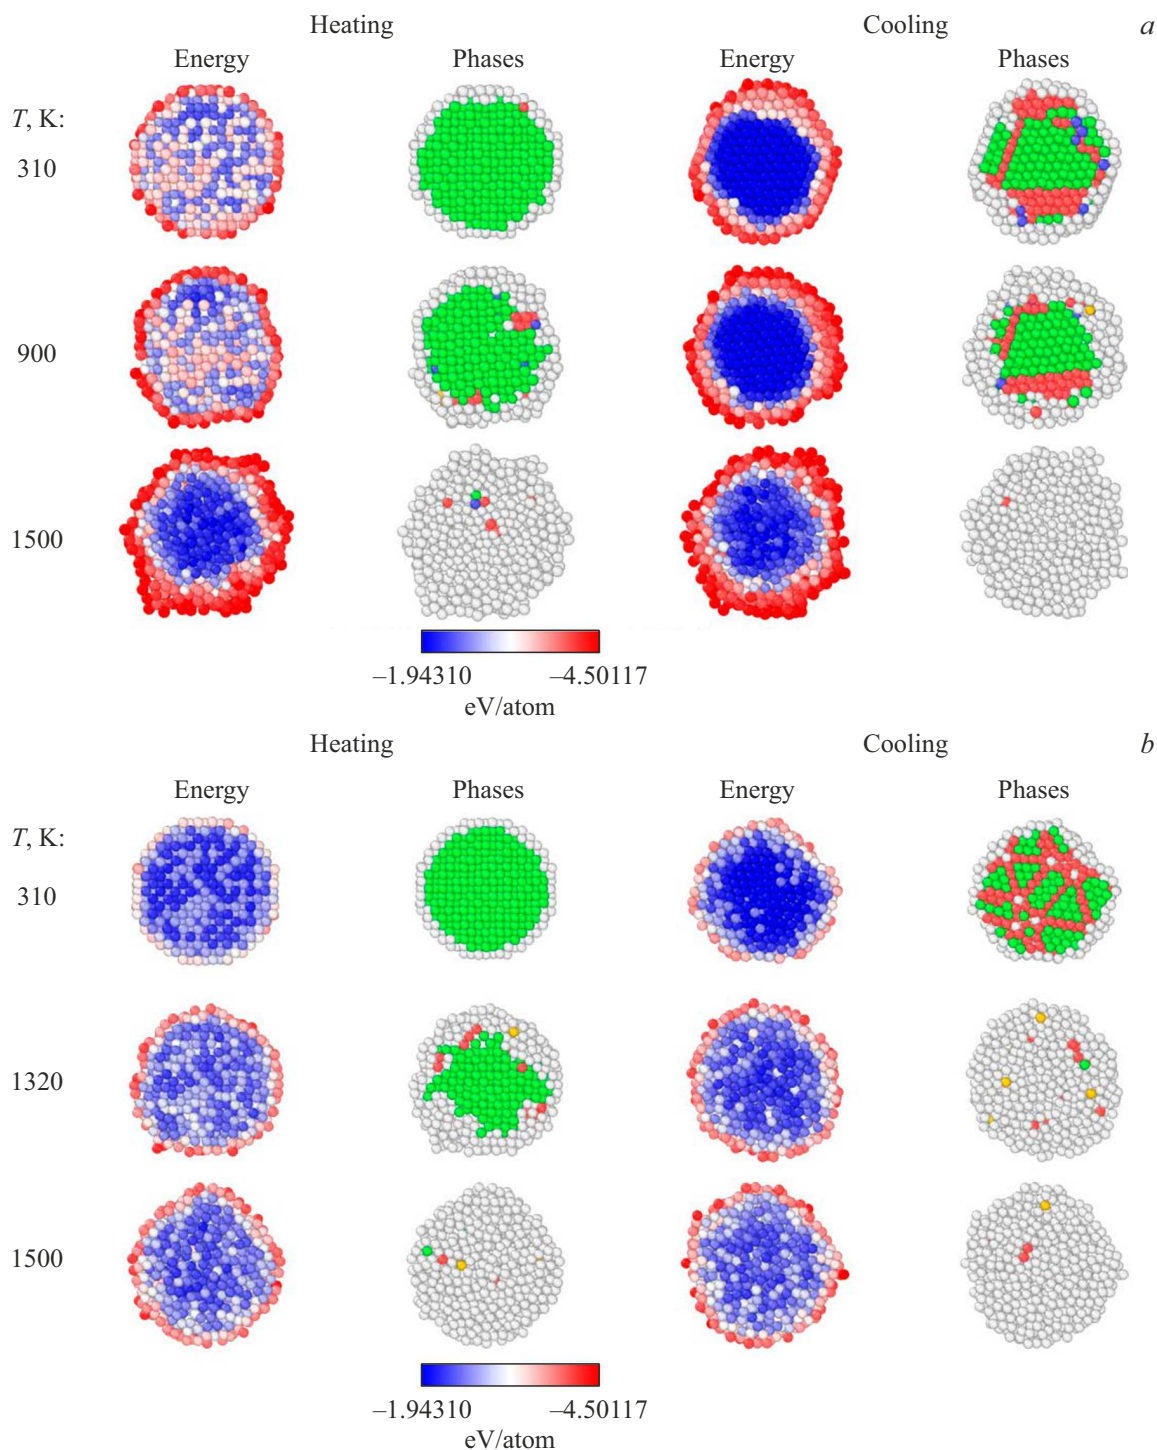 Heating Cooling a
Energy Phases Energy Phases
T, K:
310
900
1500
–1.94310 –4.50117
eV/atom
Heating Cooling b
Energy Phases Energy Phases
T, K:
310
1320
1500
–1.94310 –4.50117
eV/atom